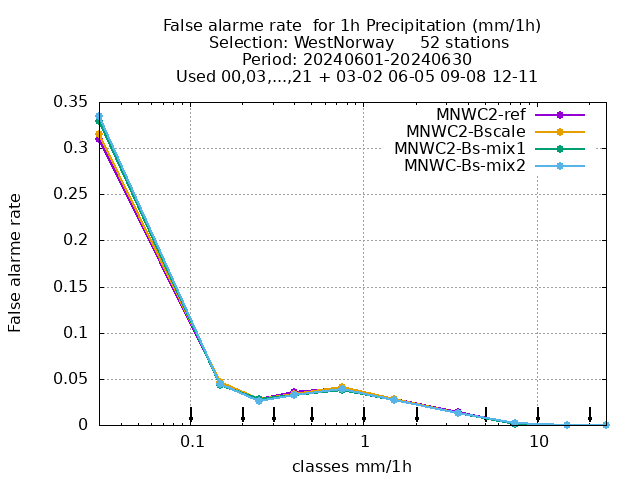 False alarme rate  for 1h Precipitation (mm/1h)
Selection: WestNorway     52 stations
Period: 20240601-20240630
Used 00,03,...,21 + 03-02 06-05 09-08 12-11
MNWC2-ref
MNWC2-Bscale
MNWC2-Bs-mix1
MNWC-Bs-mix2
0.35
0.3
0.25
0.2
0.15
0.1
0.05
0
False alarme rate
0.1
1
10
classes mm/1h